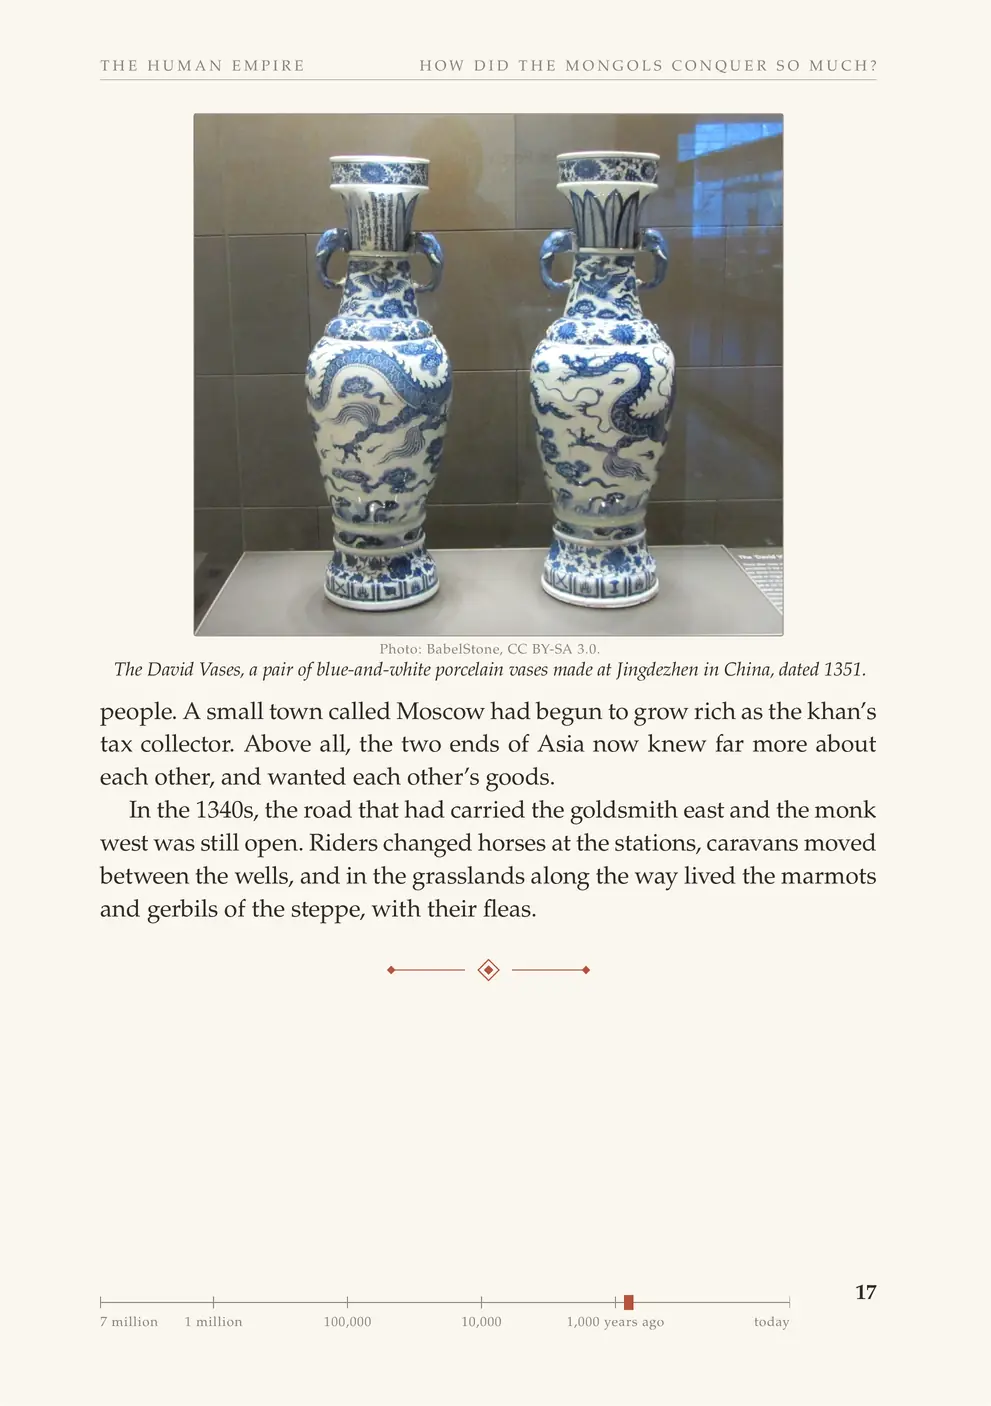 THE HUMAN EMPIRE
HOW DID THE MONGOLS CONQUER SO MUCH?
Photo: BabelStone, CC BY-SA 3.0.
The David Vases, a pair of blue-and-white porcelain vases made at Jingdezhen in China, dated 1351.
people. A small town called Moscow had begun to grow rich as the khan’s
tax collector. Above all, the two ends of Asia now knew far more about
each other, and wanted each other’s goods.
In the 1340s, the road that had carried the goldsmith east and the monk
west was still open. Riders changed horses at the stations, caravans moved
between the wells, and in the grasslands along the way lived the marmots
and gerbils of the steppe, with their fleas.
17
7 million
1 million
100,000
10,000
1,000 years ago
today